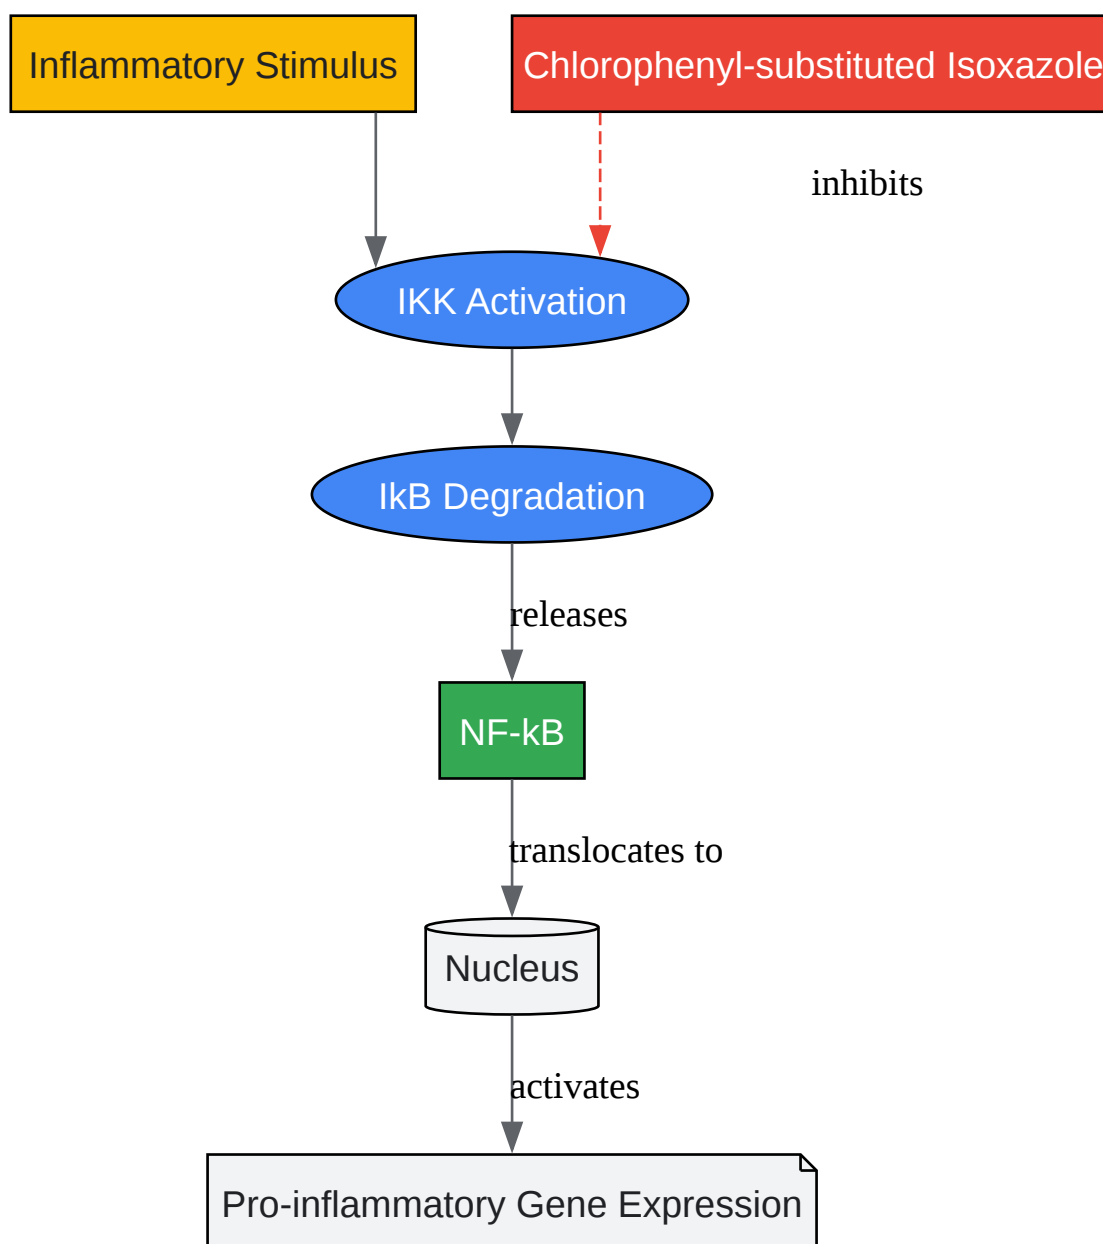 Inflammatory Stimulus
Chlorophenyl-substituted Isoxazole
inhibits
IKK Activation
IkB Degradation
releases
NF-kB
translocates to
Nucleus
activates
Pro-inflammatory Gene Expression